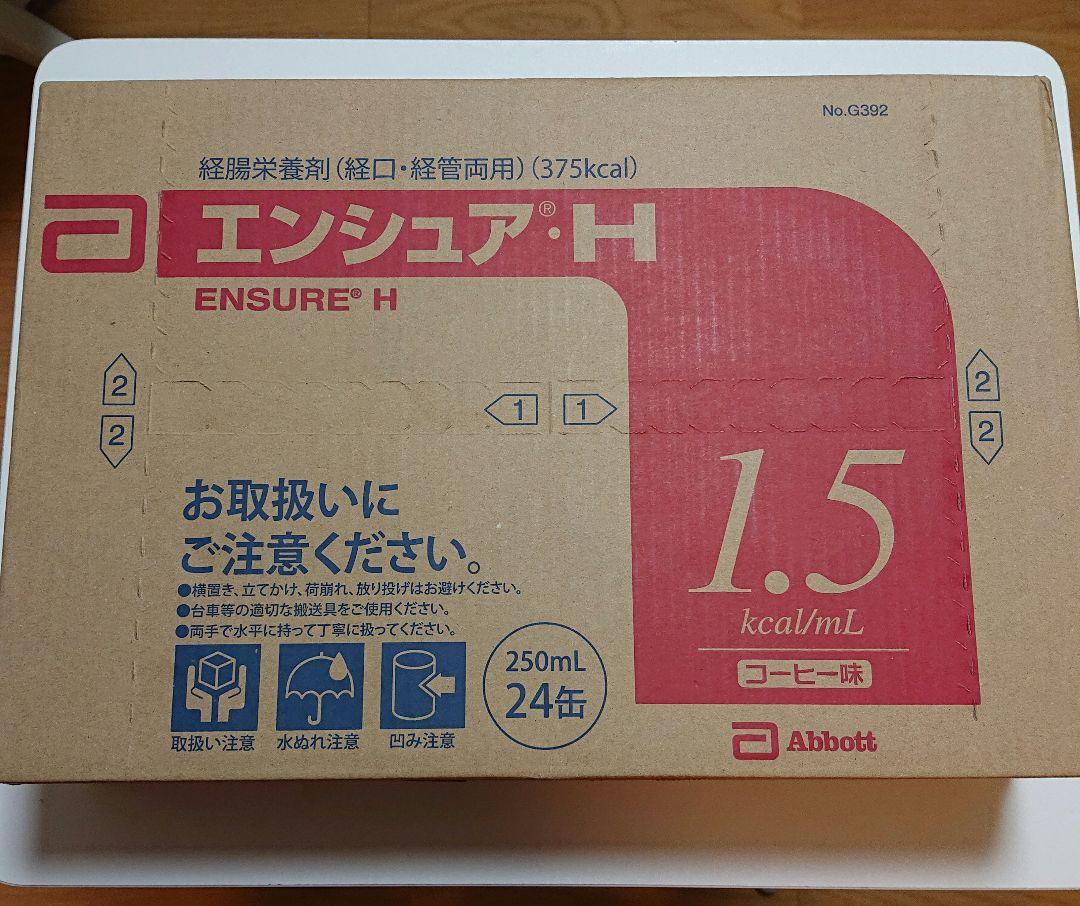 No.G392
経腸栄養剤(経口・経管両用)(375kcal)
エンシュア®・H
ENSURE® H
2
2
1
1
2
2
1.5
kcal/mL
コーヒー味
お取扱いに
ご注意ください。
●横置き、立てかけ、荷崩れ、放り投げはお避けください。
●台車等の適切な搬送具をご使用ください。
●両手で水平に持って丁寧に扱ってください。
取扱い注意
水ぬれ注意
凹み注意
250mL
24缶
Abbott